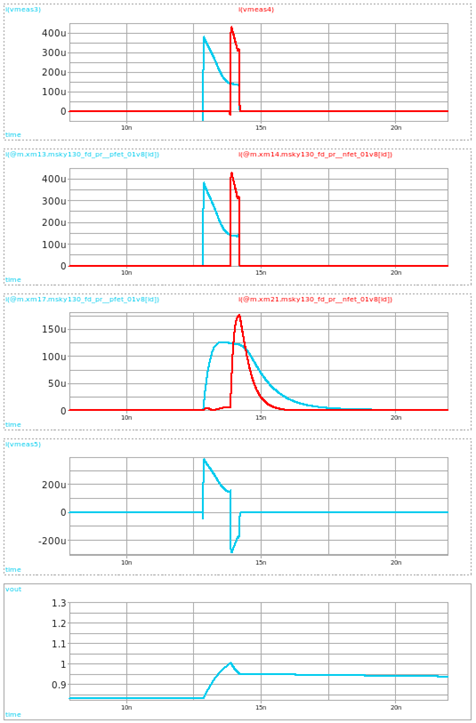 i(vmeas3) i(vmeas4)
400u
300u
200u
100u
0
10n 15n 20n
time
i(@m.xm13.msky130_fd_pr__pfet_01v8[id]) i(@m.xm14.msky130_fd_pr__nfet_01v8[id])
400u
300u
200u
100u
0
10n 15n 20n
time
i(@m.xm17.msky130_fd_pr__pfet_01v8[id]) i(@m.xm21.msky130_fd_pr__nfet_01v8[id])
150u
100u
50u
0
10n 15n 20n
time
i(vmeas5)
200u
0
-200u
10n 15n 20n
time
vout
1.3
1.2
1.1
1
0.9
10n 15n 20n
time